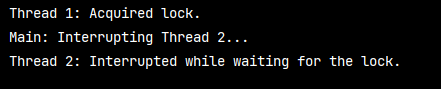 Thread 1: Acquired lock.
Main: Interrupting Thread 2...
Thread 2: Interrupted while waiting for the lock.